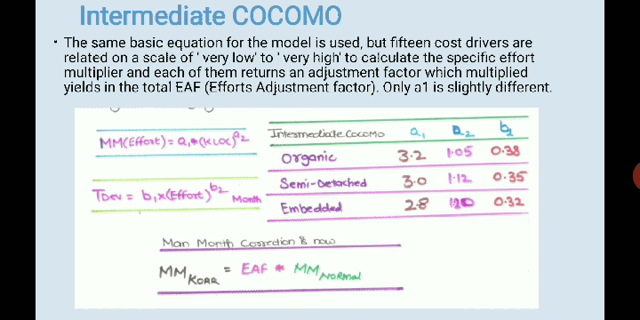 Intermediate COCOMO
• The same basic equation for the model is used, but fifteen cost drivers are
related on a scale of ' very low' to ' very high' to calculate the specific effort
multiplier and each of them returns an adjustment factor which multiplied
yields in the total EAF (Efforts Adjustment factor). Only a1 is slightly different.
MM(Effort) = a₁*(KLOC)^a₂
TDev = b₁x(Effort)^b₂ Month
Intermediate Cocomo a₁ a₂ b₂
Organic 3.2 1.05 0.38
Semi-Detached 3.0 1.12 0.35
Embedded 2.8 1.20 0.32
Man Month Correction is now
MM KORR = EAF * MM NORMAL